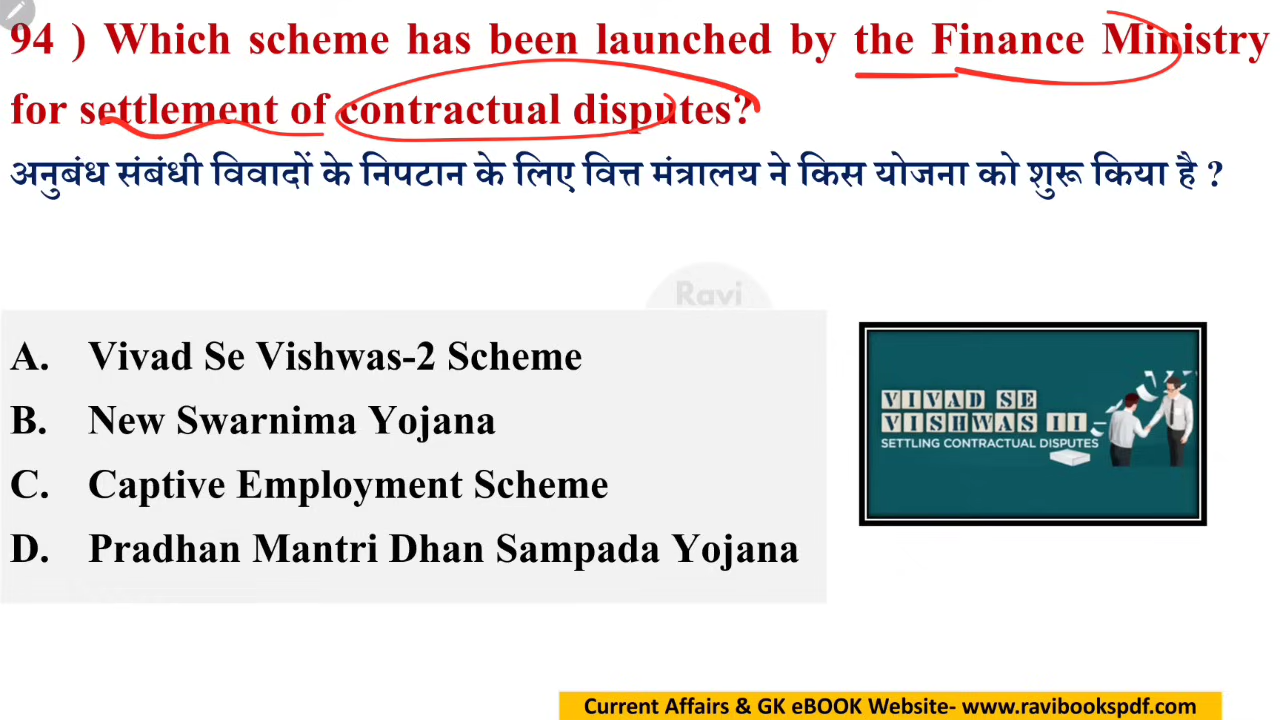 94 ) Which scheme has been launched by the Finance Ministry
for settlement of contractual disputes?
अनुबंध संबंधी विवादों के निपटान के लिए वित्त मंत्रालय ने किस योजना को शुरू किया है ?
Ravi
A. Vivad Se Vishwas-2 Scheme
B. New Swarnima Yojana
C. Captive Employment Scheme
D. Pradhan Mantri Dhan Sampada Yojana
VIVAD SE
VISHWAS II
SETTLING CONTRACTUAL DISPUTES
Current Affairs & GK eBOOK Website- www.ravibookspdf.com